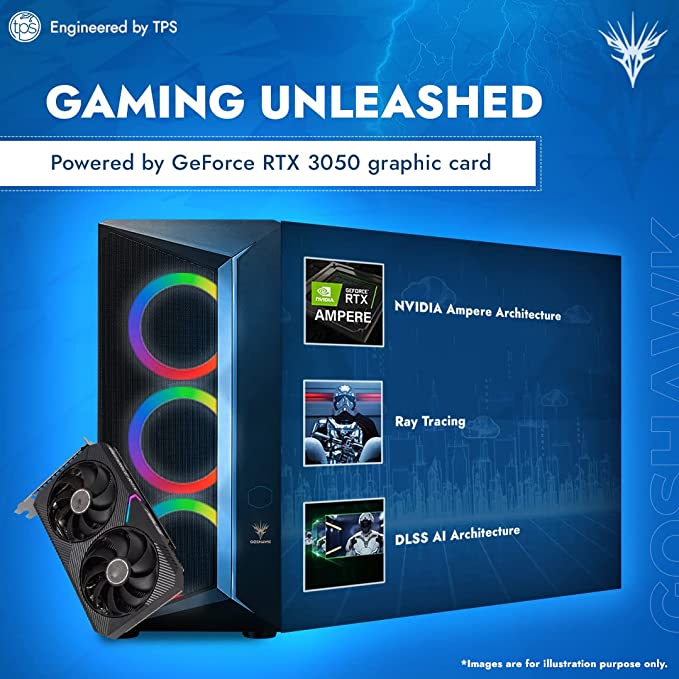 tps
Engineered by TPS
GAMING UNLEASHED
Powered by GeForce RTX 3050 graphic card
NVIDIA
GEFORCE
RTX
AMPERE
NVIDIA Ampere Architecture
Ray Tracing
DLSS AI Architecture
GOSHAWK
GOSHAWK
*Images are for illustration purpose only.